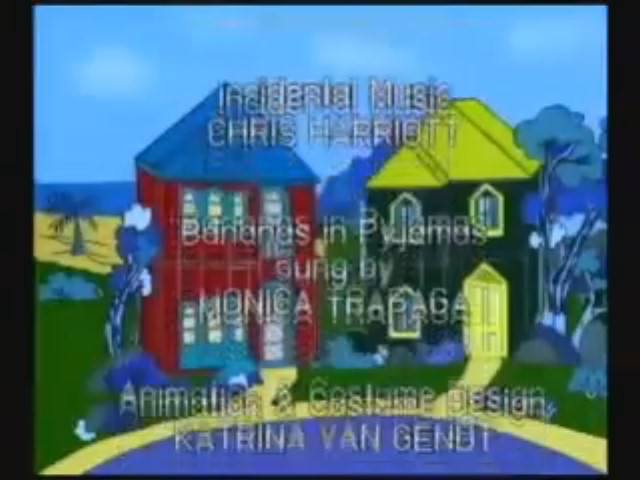 Incidental Music
CHRIS HARRIOTT
"Bananas in Pyjamas"
sung by
MONICA TRAPAGA
Animation & Costume Design
KATRINA VAN GENDT